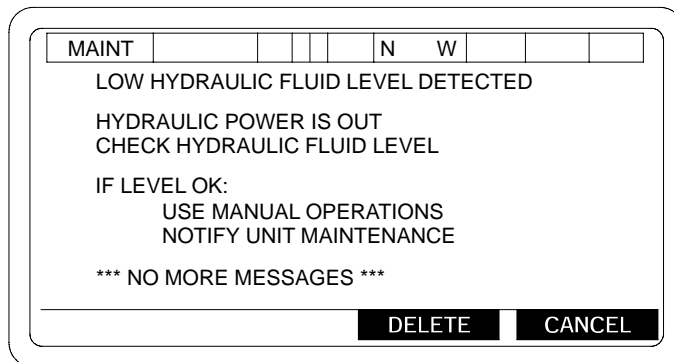 MAINT N W
LOW HYDRAULIC FLUID LEVEL DETECTED
HYDRAULIC POWER IS OUT
CHECK HYDRAULIC FLUID LEVEL
IF LEVEL OK:
USE MANUAL OPERATIONS
NOTIFY UNIT MAINTENANCE
*** NO MORE MESSAGES ***
DELETE CANCEL